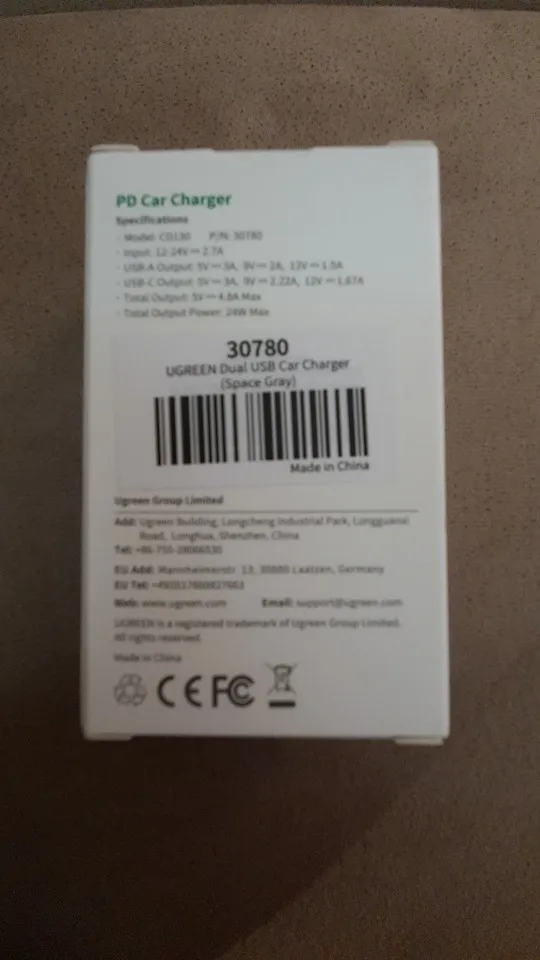 PD Car Charger
Specifications
· Model: CD130 P/N: 30780
· Input: 12-24V⎓2.7A
· USB-A Output: 5V⎓3A, 9V⎓2A, 12V⎓1.5A
· USB-C Output: 5V⎓3A, 9V⎓2.22A, 12V⎓1.67A
· Total Output: 5V⎓4.8A Max
· Total Output Power: 24W Max
30780
UGREEN Dual USB Car Charger
(Space Gray)
Made in China
Ugreen Group Limited
Add: Ugreen Building, Longcheng Industrial Park, Longguanxi
Road, Longhua, Shenzhen, China
Tel:
EU Add: Mannheimerstr. 13, 30880 Laatzen, Germany
EU Tel:
Web: www.ugreen.com Email: support@ugreen.com
UGREEN is a registered trademark of Ugreen Group Limited.
All rights reserved.
Made in China
CE FC